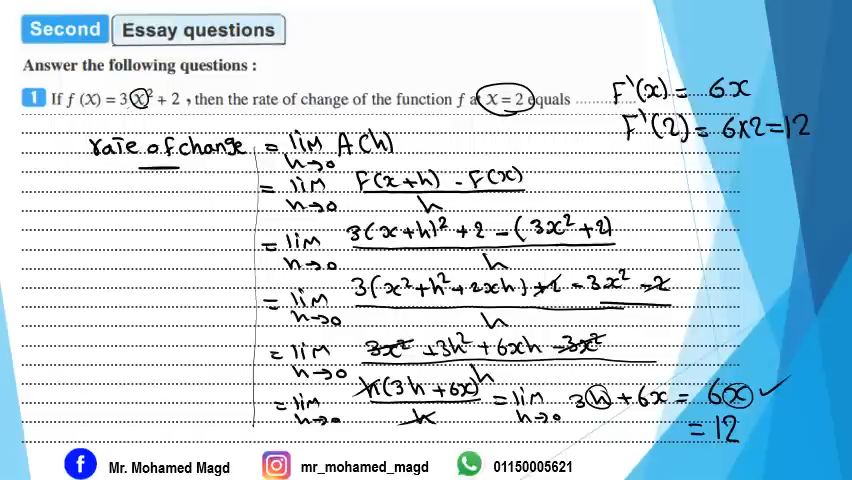 Second Essay questions
Answer the following questions :
1 If f (X) = 3 X² + 2 , then the rate of change of the function f at X = 2 equals ............
F'(x) = 6x
F'(2) = 6x2=12
rate of change = lim h→0 A(h)
= lim h→0 F(x+h) - F(x) / h
= lim h→0 3(x+h)² + 2 - (3x² + 2) / h
= lim h→0 3(x² + h² + 2xh) + 2 - 3x² - 2 / h
= lim h→0 3x² + 3h² + 6xh - 3x² / h
= lim h→0 h(3h + 6x) / h = lim h→0 3h + 6x = 6x ✓
= 12
Mr. Mohamed Magd mr_mohamed_magd 01150005621